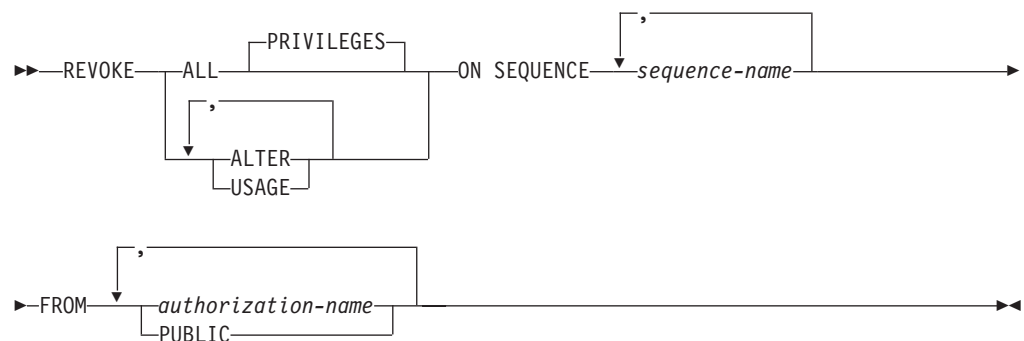 ,
PRIVILEGES
REVOKE ALL ON SEQUENCE sequence-name
,
ALTER
USAGE
,
FROM authorization-name
PUBLIC